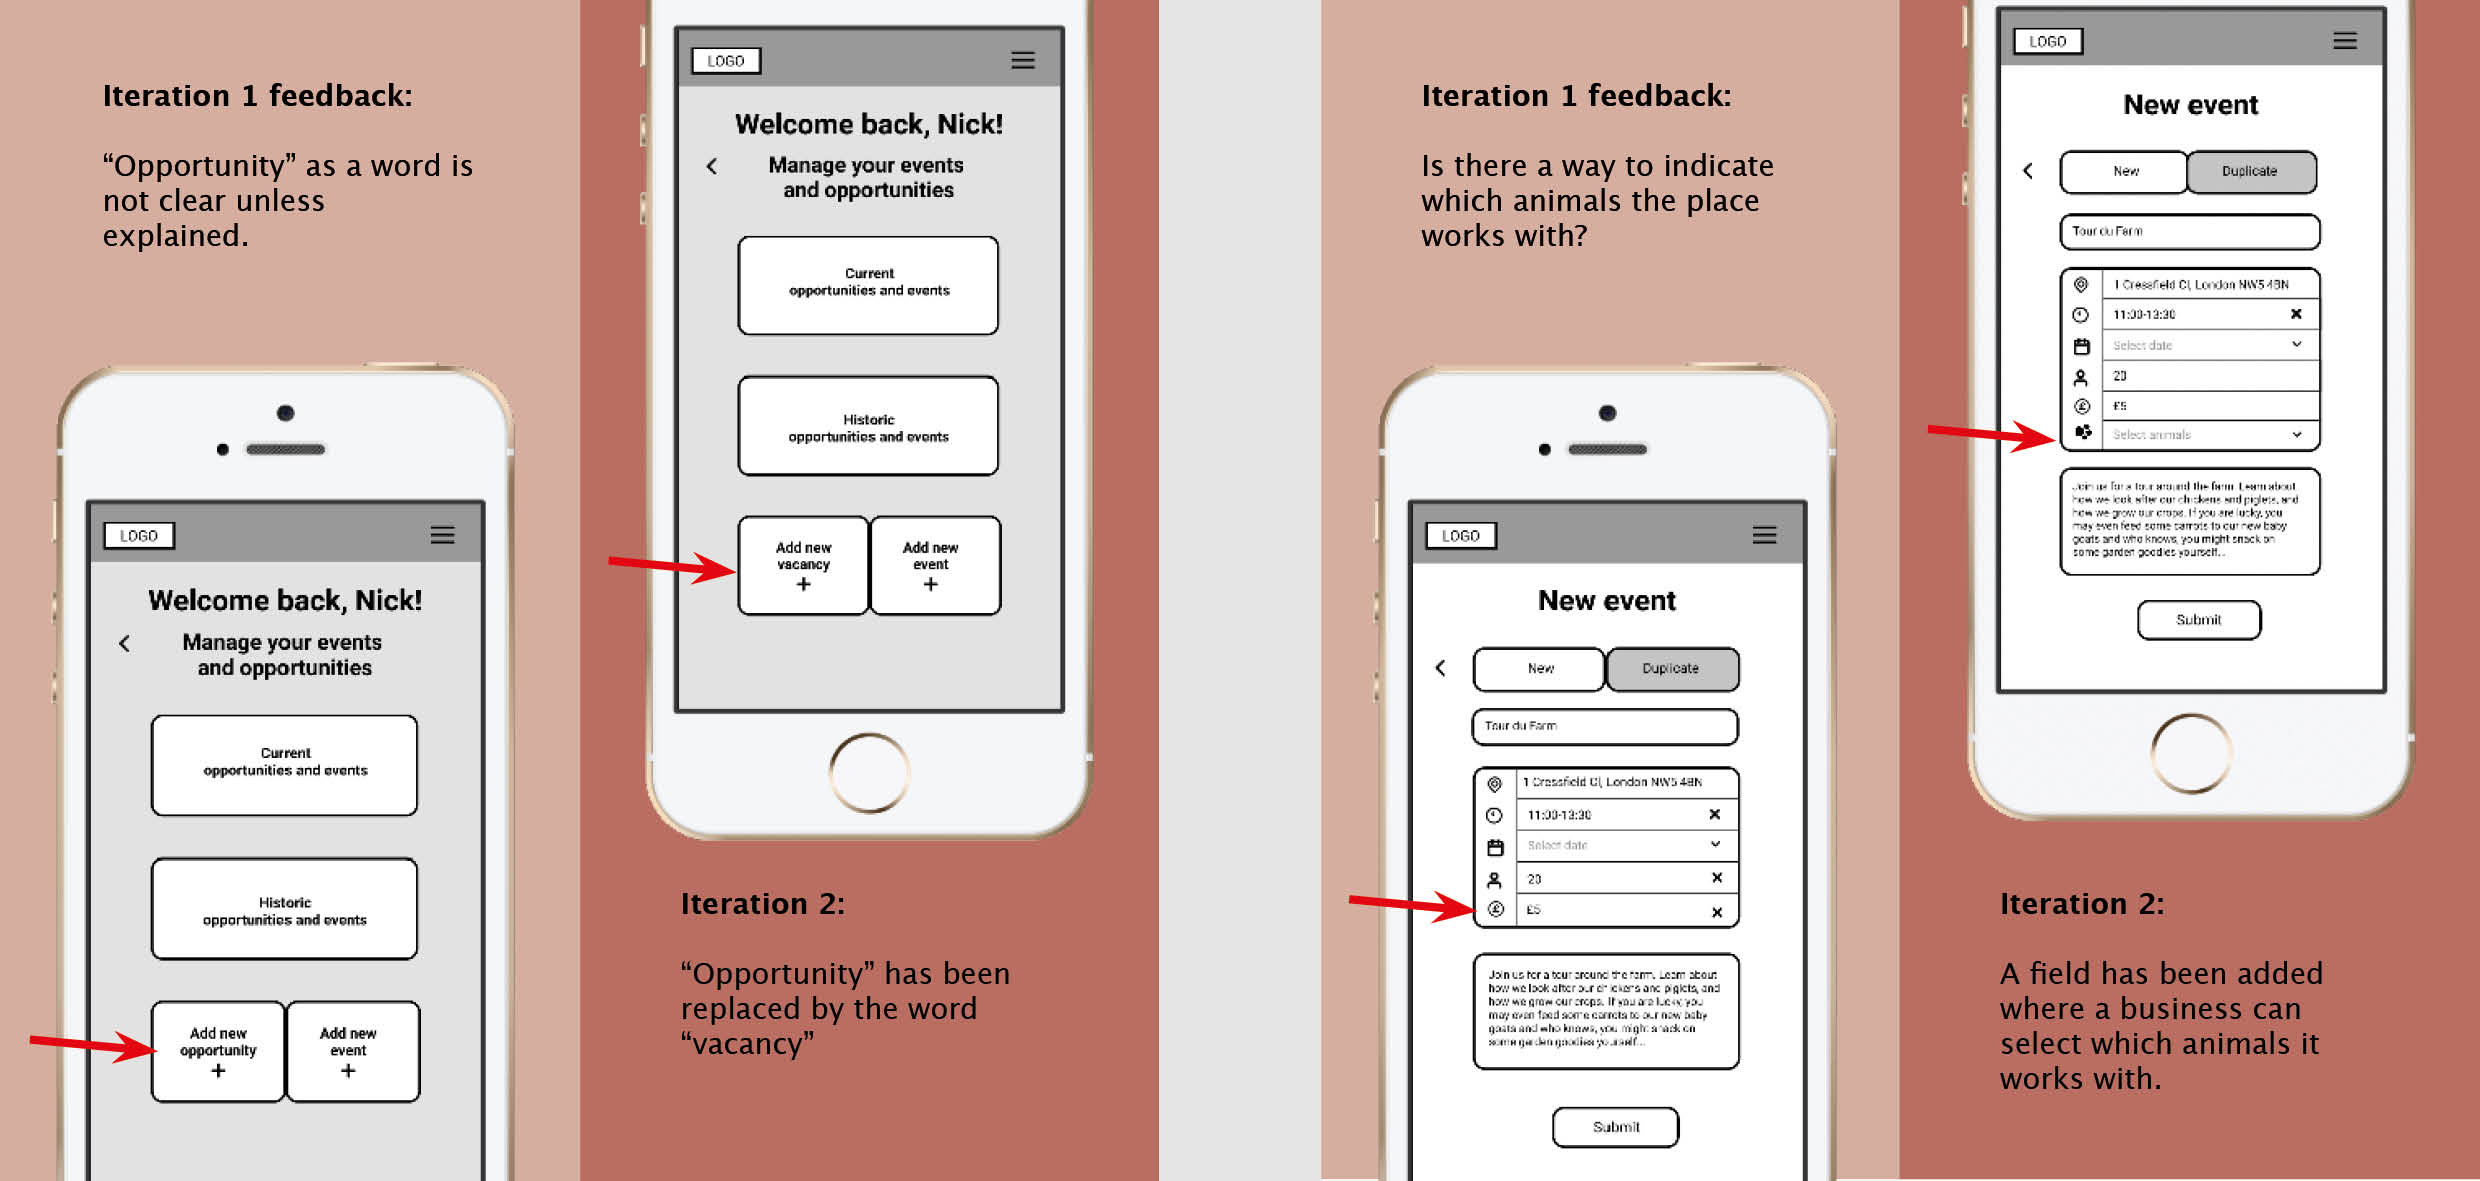 Iteration 1 feedback:
“Opportunity” as a word is
not clear unless
explained.
LOGO
Welcome back, Nick!
Manage your events
and opportunities
Current
opportunities and events
Historic
opportunities and events
Add new
opportunity
+
Add new
event
+
LOGO
Welcome back, Nick!
Manage your events
and opportunities
Current
opportunities and events
Historic
opportunities and events
Add new
vacancy
+
Add new
event
+
Iteration 2:
“Opportunity” has been
replaced by the word
“vacancy”
Iteration 1 feedback:
Is there a way to indicate
which animals the place
works with?
LOGO
New event
New
Duplicate
Tour du Farm
1 Cressfield Cl, London NW5 4BN
11:00-13:30
Select date
20
£5
Join us for a tour around the farm. Learn about
how we look after our chickens and piglets, and
how we grow our crops. If you are lucky, you
may even feed some carrots to our new baby
goats and who knows, you might snack on
some garden goodies yourself...
Submit
LOGO
New event
New
Duplicate
Tour du Farm
1 Cressfield Cl, London NW5 4BN
11:00-13:30
Select date
20
£5
Select animals
Join us for a tour around the farm. Learn about
how we look after our chickens and piglets, and
how we grow our crops. If you are lucky, you
may even feed some carrots to our new baby
goats and who knows, you might snack on
some garden goodies yourself...
Submit
Iteration 2:
A field has been added
where a business can
select which animals it
works with.